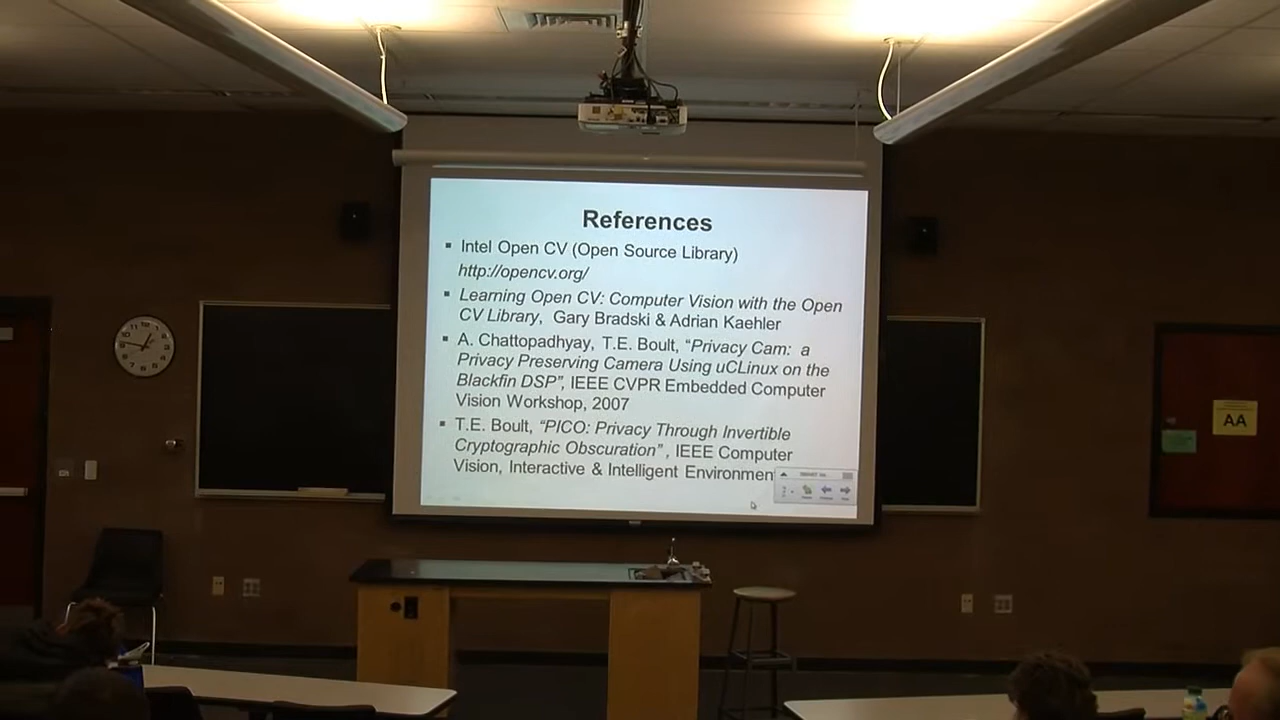 References
▪ Intel Open CV (Open Source Library)
http://opencv.org/
▪ Learning Open CV: Computer Vision with the Open
CV Library, Gary Bradski & Adrian Kaehler
▪ A. Chattopadhyay, T.E. Boult, “Privacy Cam: a
Privacy Preserving Camera Using uCLinux on the
Blackfin DSP”, IEEE CVPR Embedded Computer
Vision Workshop, 2007
▪ T.E. Boult, “PICO: Privacy Through Invertible
Cryptographic Obscuration”, IEEE Computer
Vision, Interactive & Intelligent Environmen
AA